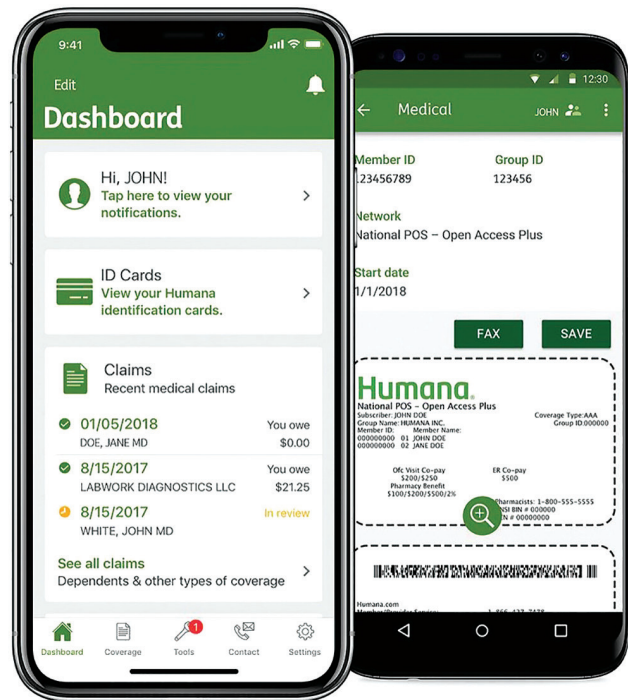 9:41
Edit
Dashboard
Hi, JOHN!
Tap here to view your
notifications.
ID Cards
View your Humana
identification cards.
Claims
Recent medical claims
01/05/2018 You owe
DOE, JANE MD $0.00
8/15/2017 You owe
LABWORK DIAGNOSTICS LLC $21.25
8/15/2017 In review
WHITE, JOHN MD
See all claims
Dependents & other types of coverage
1
Dashboard Coverage Tools Contact Settings
12:30
Medical JOHN
Member ID Group ID
123456789 123456
Network
National POS – Open Access Plus
Start date
1/1/2018
FAX SAVE
Humana.
National POS – Open Access Plus
Subscriber: JOHN DOE Coverage Type:AAA
Group Name: HUMANA INC. Group ID:000000
Member ID: Member Name:
000000000 01 JOHN DOE
000000000 02 JANE DOE
Ofc Visit Co-pay ER Co-pay
$200/$250 $500
Pharmacy Benefit
$100/$200/$500/2%
Pharmacists: 1-800-555-5555
BIN # 000000
# 00000000
Humana.com